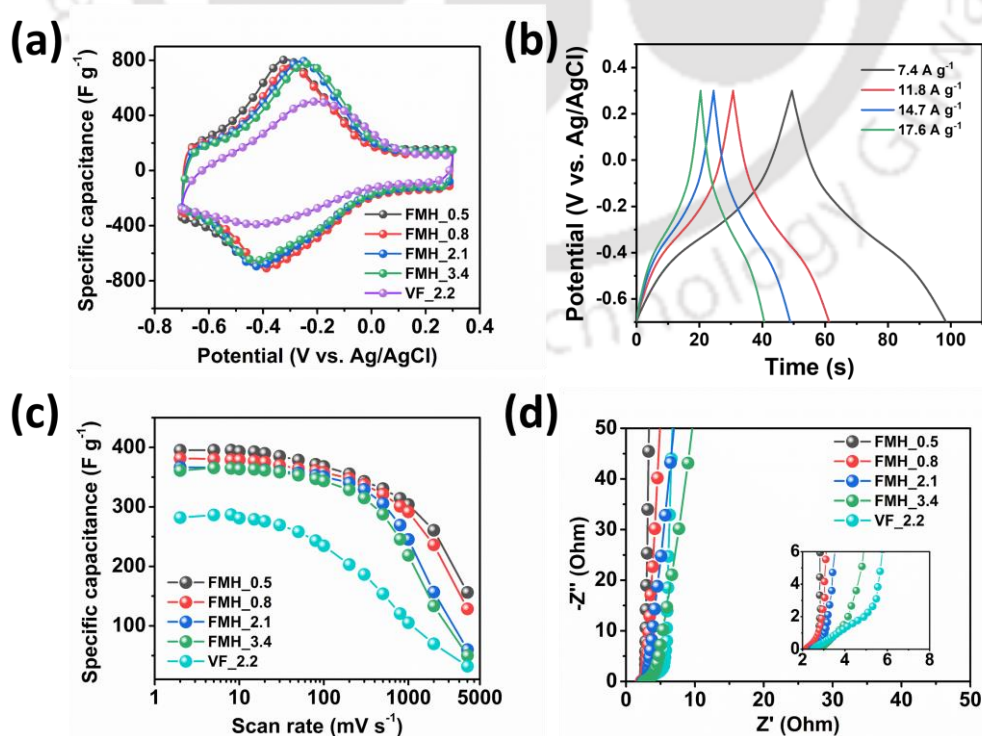 (a)
Specific capacitance (F g⁻¹)
800
400
0
-400
-800
-0.8 -0.6 -0.4 -0.2 0.0 0.2 0.4
Potential (V vs. Ag/AgCl)
FMH_0.5
FMH_0.8
FMH_2.1
FMH_3.4
VF_2.2
(b)
Potential (V vs. Ag/AgCl)
0.4
0.2
0.0
-0.2
-0.4
-0.6
0 20 40 60 80 100
Time (s)
7.4 A g⁻¹
11.8 A g⁻¹
14.7 A g⁻¹
17.6 A g⁻¹
(c)
Specific capacitance (F g⁻¹)
400
300
200
100
1 10 100 1000 5000
Scan rate (mV s⁻¹)
FMH_0.5
FMH_0.8
FMH_2.1
FMH_3.4
VF_2.2
(d)
-Z'' (Ohm)
50
40
30
20
10
0
0 10 20 30 40 50
Z' (Ohm)
FMH_0.5
FMH_0.8
FMH_2.1
FMH_3.4
VF_2.2
6
4
2
0
2 4 6 8
nology G